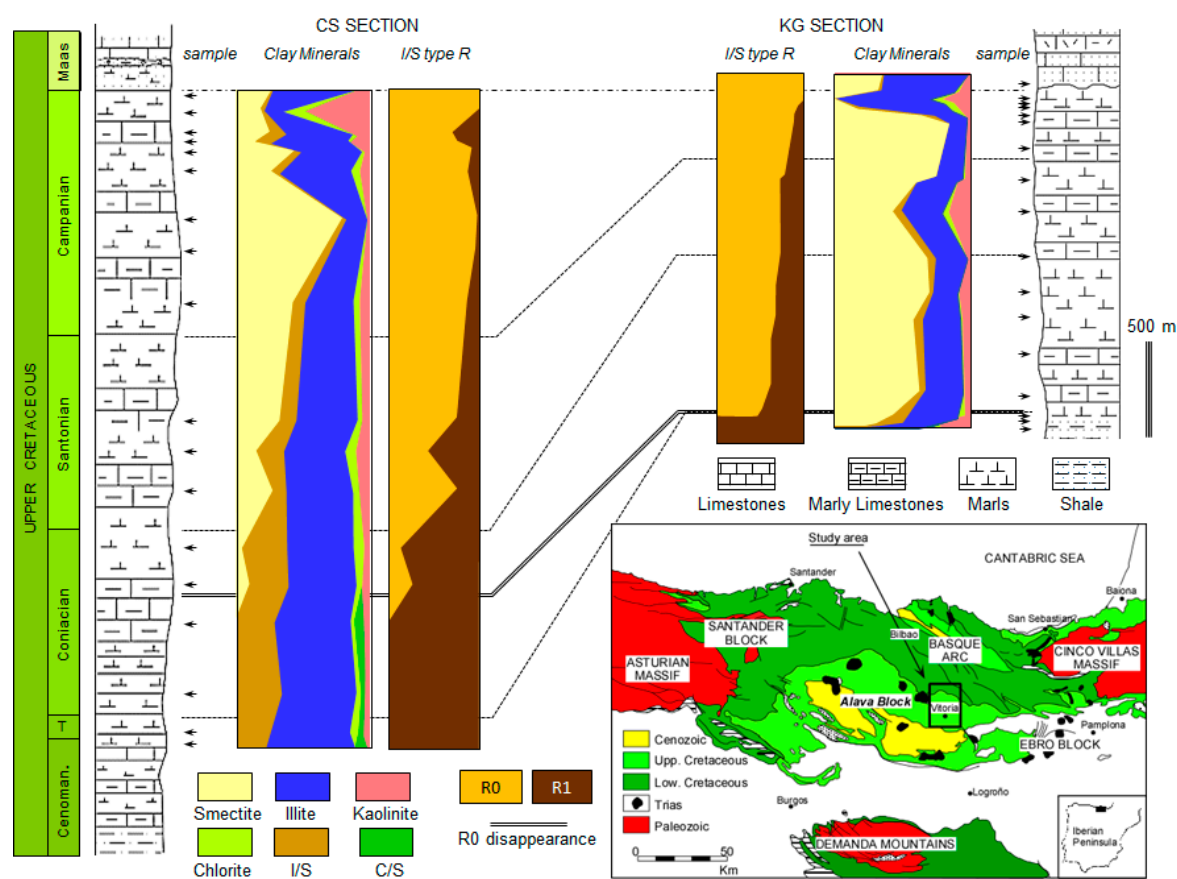 CS SECTION
KG SECTION
sample
Clay Minerals
I/S type R
I/S type R
Clay Minerals
sample
Maas
Campanian
Santonian
Coniacian
T
Cenoman.
UPPER CRETACEOUS
500 m
Limestones
Marly Limestones
Marls
Shale
Smectite
Illite
Kaolinite
Chlorite
I/S
C/S
R0
R1
R0 disappearance
Study area
CANTABRIC SEA
Santander
Baiona
San Sebastian
SANTANDER
BLOCK
Bilbao
BASQUE
ARC
CINCO VILLAS
MASSIF
ASTURIAN
MASSIF
Alava Block
Vitoria
Pamplona
EBRO BLOCK
Cenozoic
Upp. Cretaceous
Low. Cretaceous
Trias
Paleozoic
Logroño
Burgos
Iberian
Peninsula
DEMANDA MOUNTAINS
0
50
Km